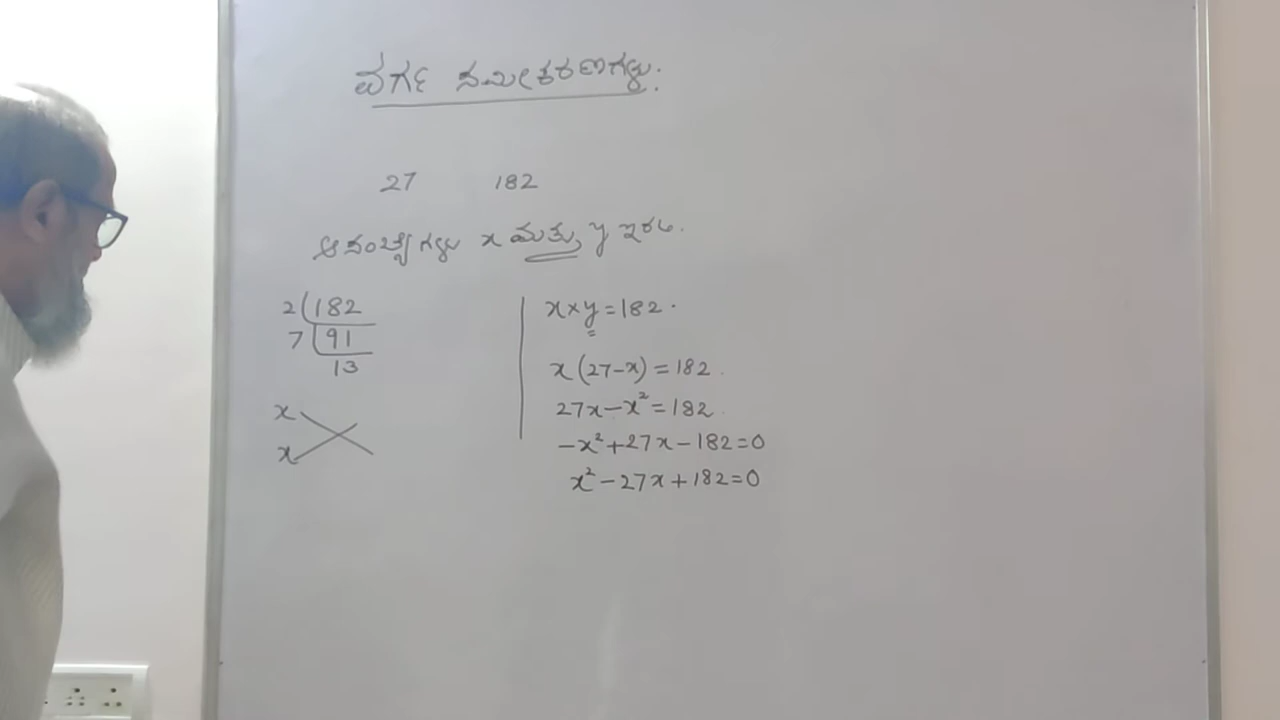 ವರ್ಗ ಸಮೀಕರಣಗಳು.
27 182
ಆ ಸಂಖ್ಯೆಗಳು x ಮತ್ತು y ಇರಲಿ.
2 182
7 91
13
x
x
x×y=182.
x(27-x)=182.
27x-x²=182.
-x²+27x-182=0
x²-27x+182=0